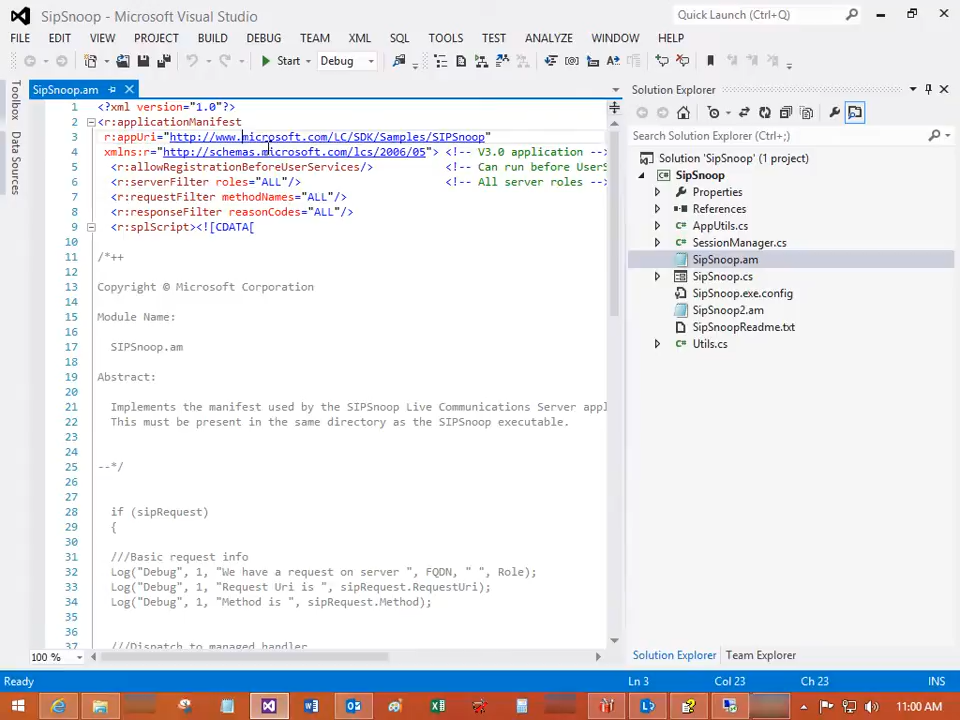 SipSnoop - Microsoft Visual Studio
Quick Launch (Ctrl+Q)
FILE EDIT VIEW PROJECT BUILD DEBUG TEAM XML SQL TOOLS TEST ANALYZE WINDOW HELP
Start Debug
SipSnoop.am
Toolbox
Data Sources
1 <?xml version="1.0"?>
2 <r:applicationManifest
3 r:appUri="http://www.microsoft.com/LC/SDK/Samples/SIPSnoop"
4 xmlns:r="http://schemas.microsoft.com/lcs/2006/05"> <!-- V3.0 application -->
5 <r:allowRegistrationBeforeUserServices/> <!-- Can run before UserS
6 <r:serverFilter roles="ALL"/> <!-- All server roles -->
7 <r:requestFilter methodNames="ALL"/>
8 <r:responseFilter reasonCodes="ALL"/>
9 <r:splScript><![CDATA[
10
11 /*++
12
13 Copyright © Microsoft Corporation
14
15 Module Name:
16
17 SIPSnoop.am
18
19 Abstract:
20
21 Implements the manifest used by the SIPSnoop Live Communications Server appl
22 This must be present in the same directory as the SIPSnoop executable.
23
24
25 --*/
26
27
28 if (sipRequest)
29 {
30
31 ///Basic request info
32 Log("Debug", 1, "We have a request on server ", FQDN, " ", Role);
33 Log("Debug", 1, "Request Uri is ", sipRequest.RequestUri);
34 Log("Debug", 1, "Method is ", sipRequest.Method);
35
36
37 ///Dispatch to managed handler
100 %
Solution Explorer
Search Solution Explorer (Ctrl+;)
Solution 'SipSnoop' (1 project)
SipSnoop
Properties
References
AppUtils.cs
SessionManager.cs
SipSnoop.am
SipSnoop.cs
SipSnoop.exe.config
SipSnoop2.am
SipSnoopReadme.txt
Utils.cs
Solution Explorer Team Explorer
Ready Ln 3 Col 23 Ch 23 INS
11:00 AM